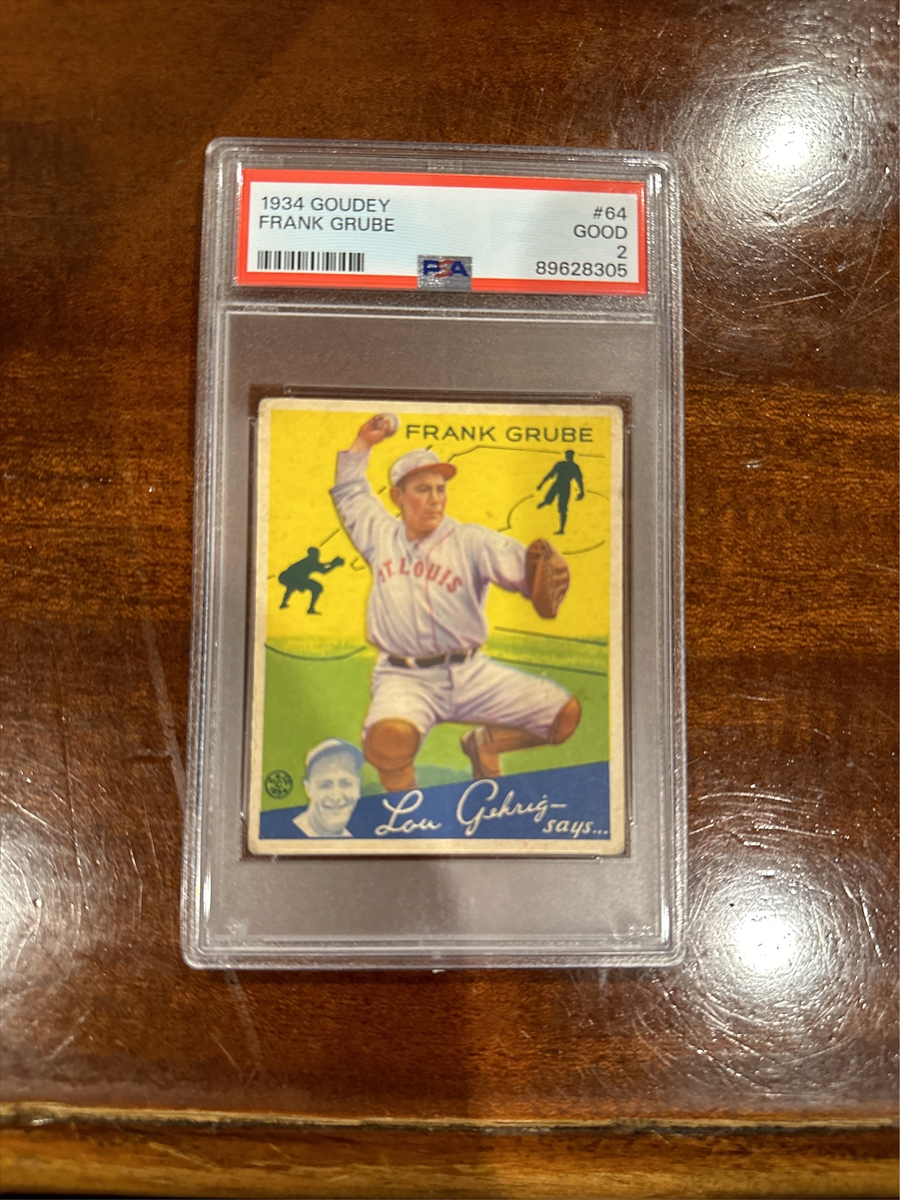 1934 GOUDEY
FRANK GRUBE
#64
GOOD
2
89628305
PSA
FRANK GRUBE
ST. LOUIS
Lou Gehrig—
says...